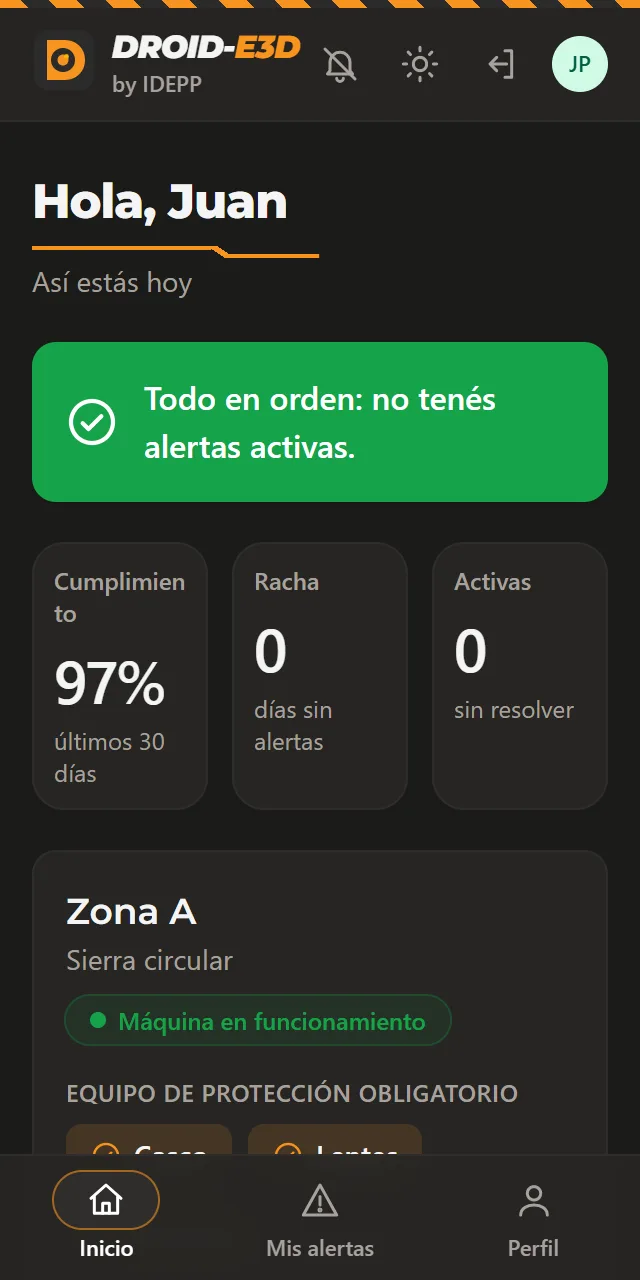 DROID-E3D
by IDEPP
JP
Hola, Juan
Así estás hoy
Todo en orden: no tenés
alertas activas.
Cumplimien
to
97%
últimos 30
días
Racha
0
días sin
alertas
Activas
0
sin resolver
Zona A
Sierra circular
Máquina en funcionamiento
EQUIPO DE PROTECCIÓN OBLIGATORIO
Casco
Lentes
Inicio
Mis alertas
Perfil